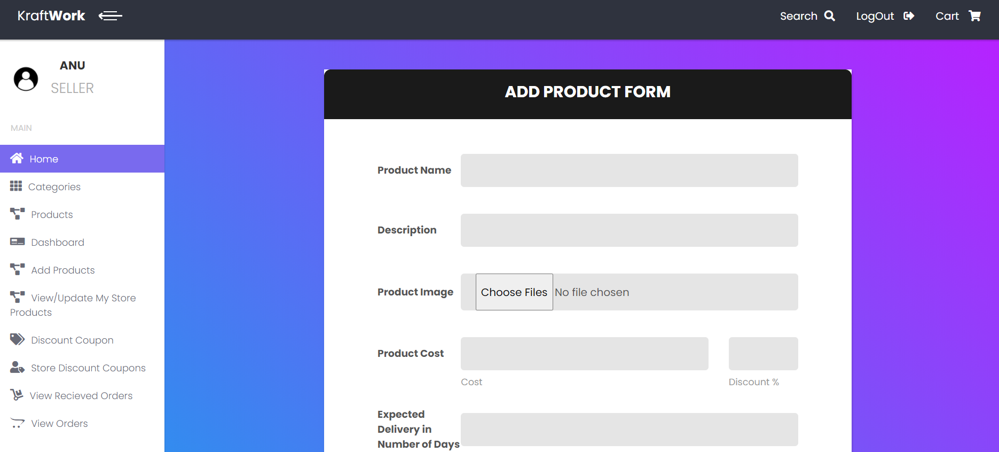 KraftWork
Search
LogOut
Cart
ANU
SELLER
MAIN
Home
Categories
Products
Dashboard
Add Products
View/Update My Store
Products
Discount Coupon
Store Discount Coupons
View Recieved Orders
View Orders
ADD PRODUCT FORM
Product Name
Description
Product Image
Choose Files No file chosen
Product Cost
Cost
Discount %
Expected
Delivery in
Number of Days